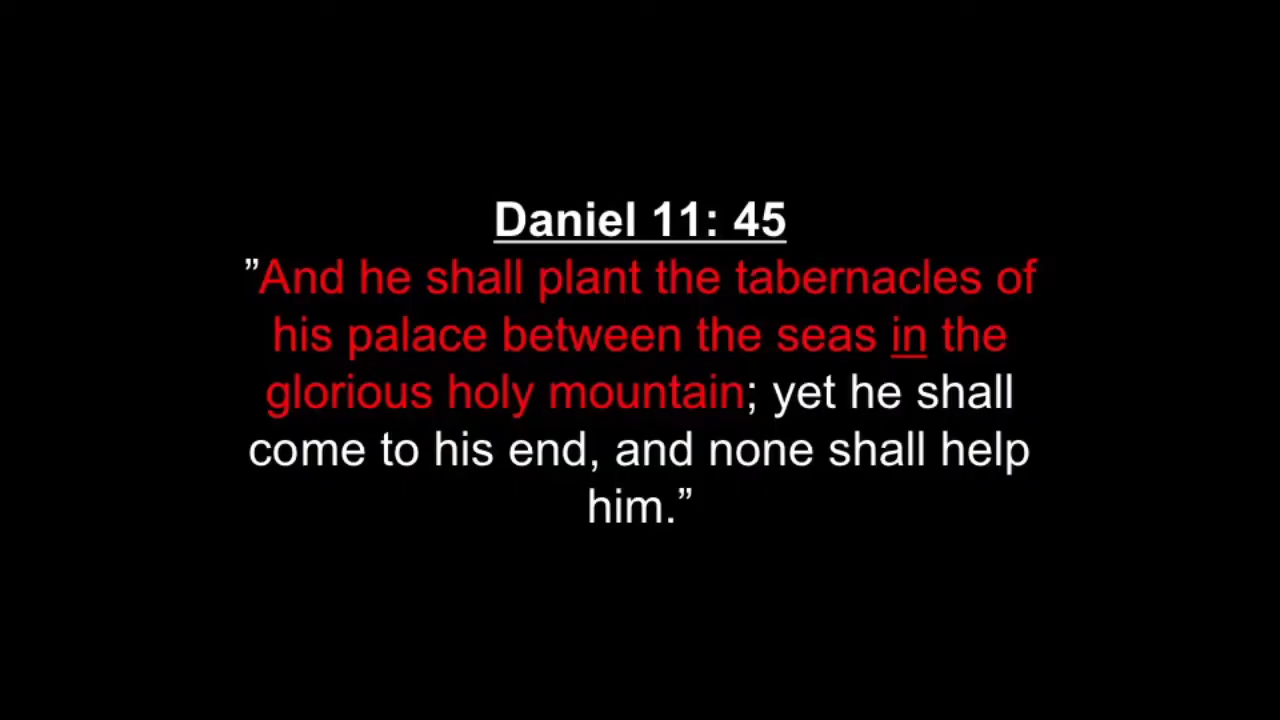 Daniel 11: 45
”And he shall plant the tabernacles of
his palace between the seas in the
glorious holy mountain; yet he shall
come to his end, and none shall help
him.”